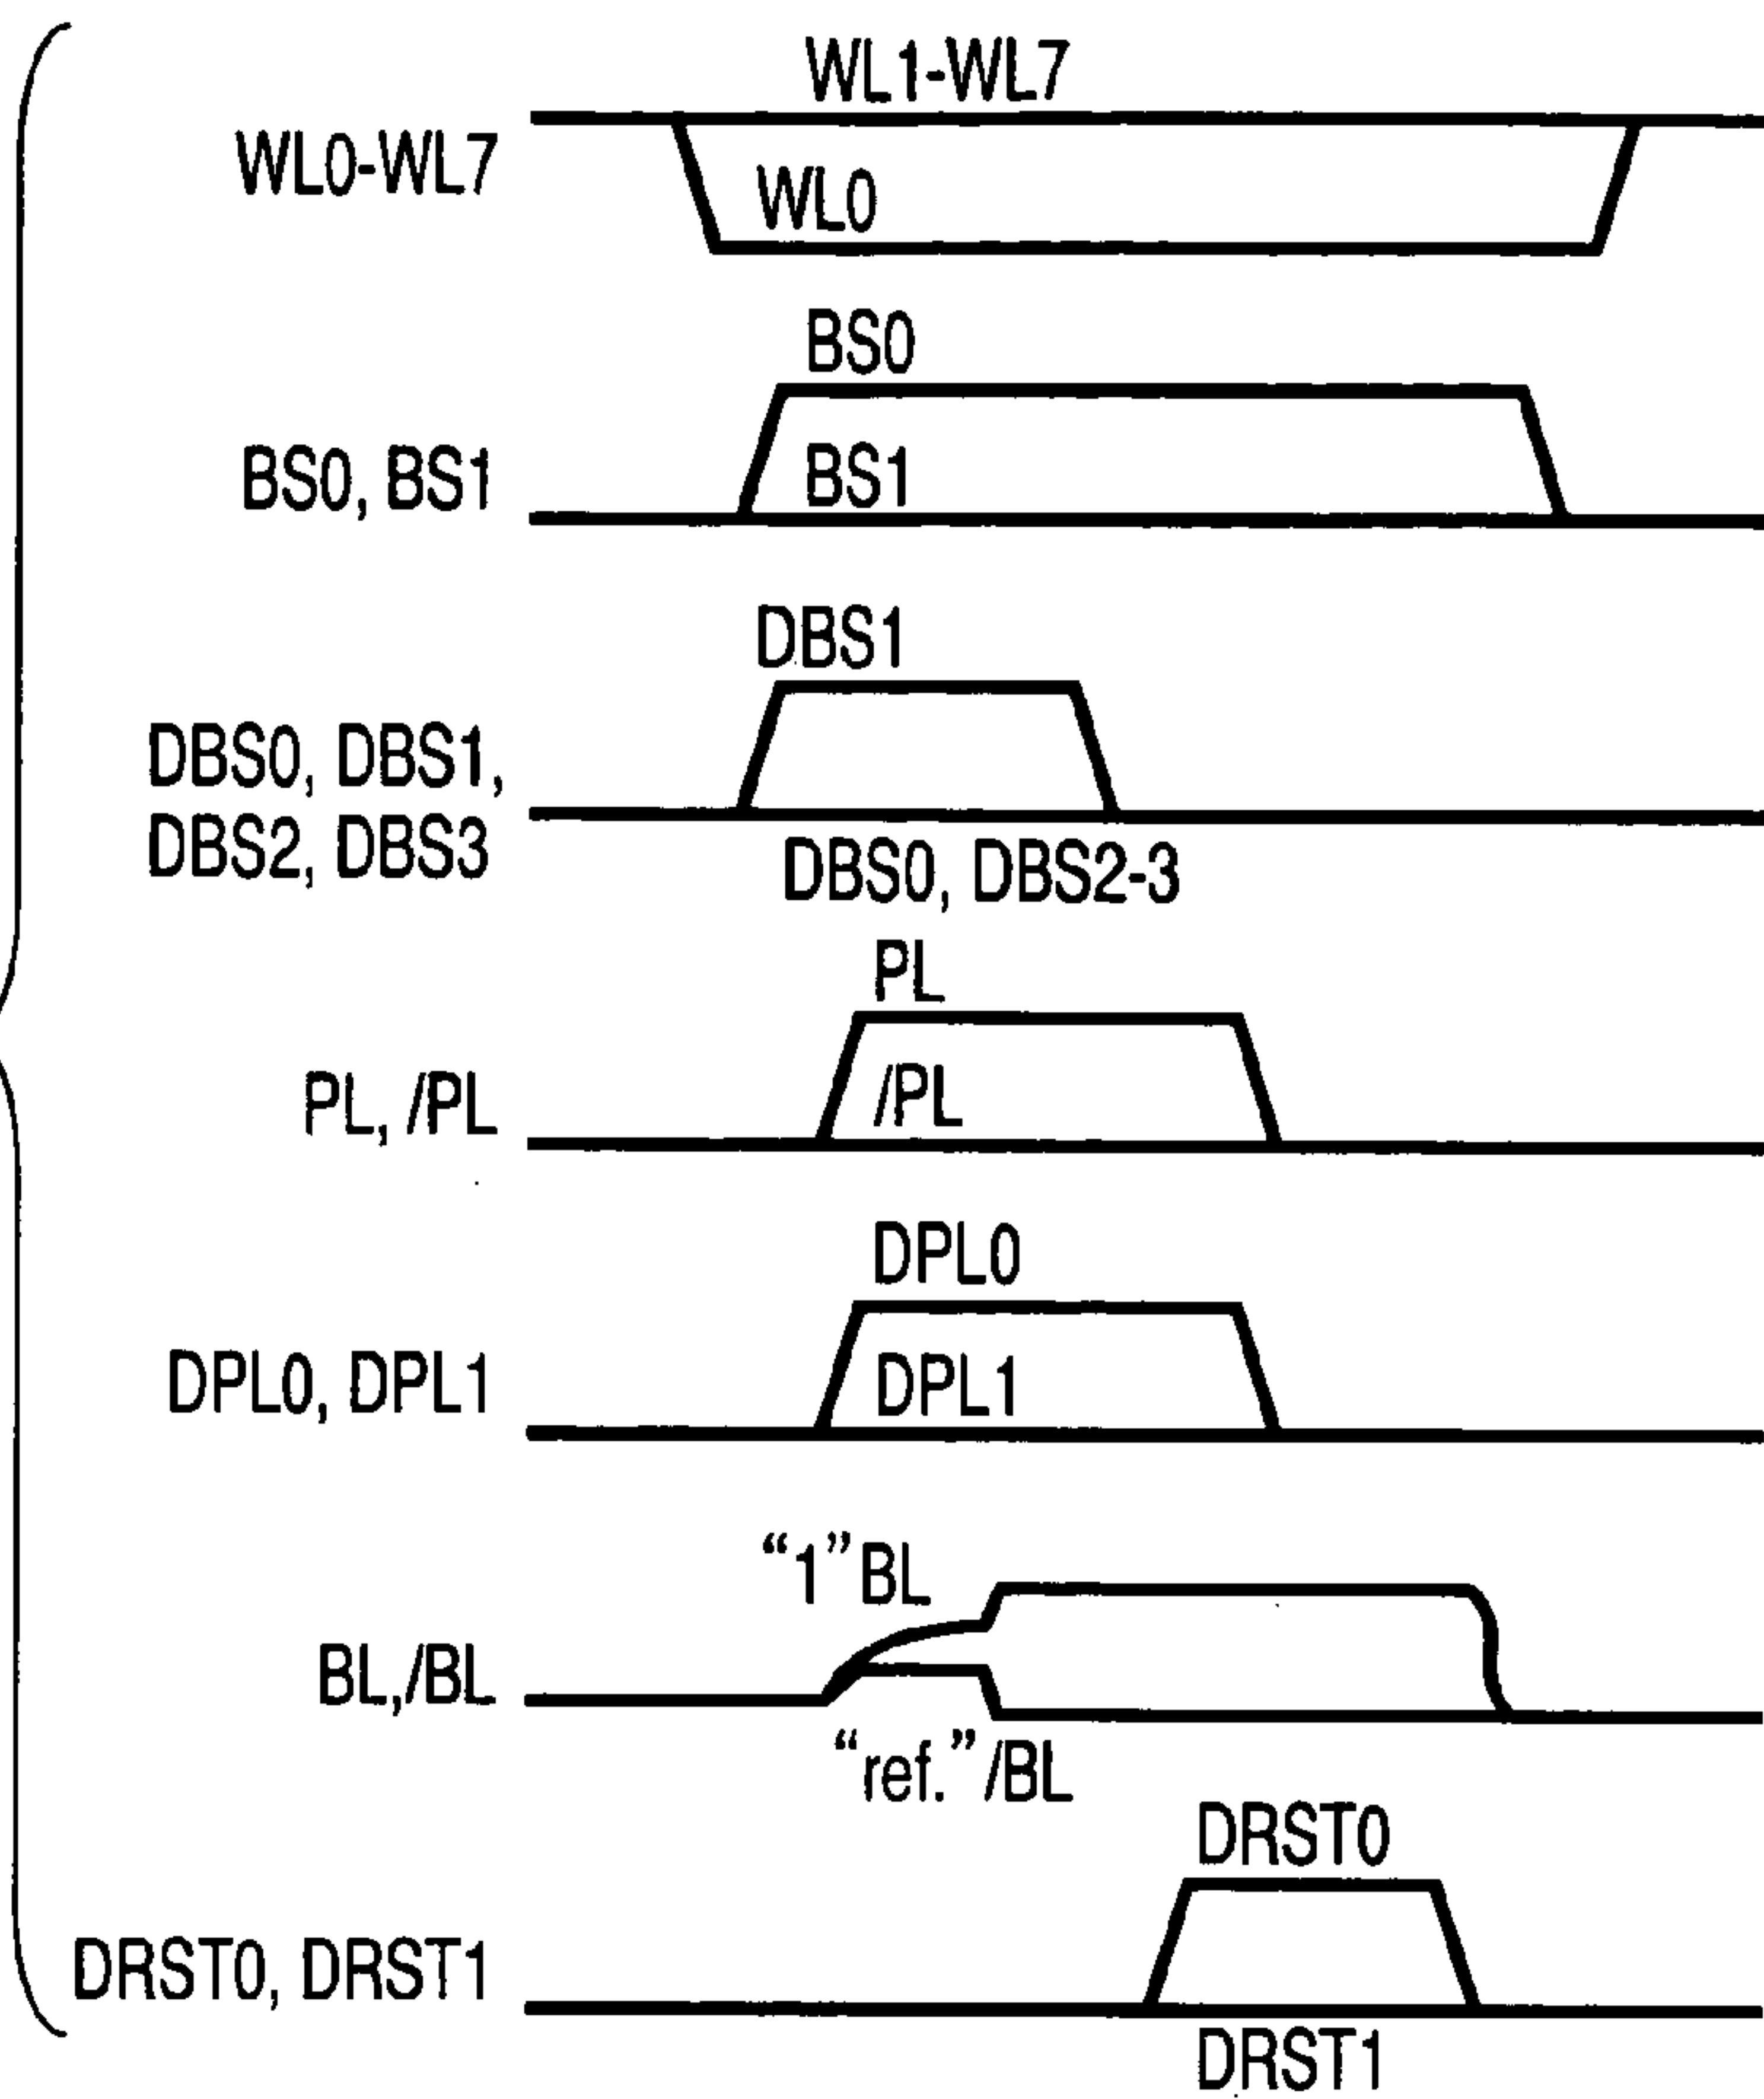 WL1-WL7
WL0-WL7
WL0
BS0
BS0, BS1
BS1
DBS1
DBS0, DBS1,
DBS2, DBS3
DBS0, DBS2-3
PL
PL, /PL
/PL
DPL0
DPL0, DPL1
DPL1
“1”BL
BL,/BL
“ref.”/BL
DRST0
DRST0, DRST1
DRST1